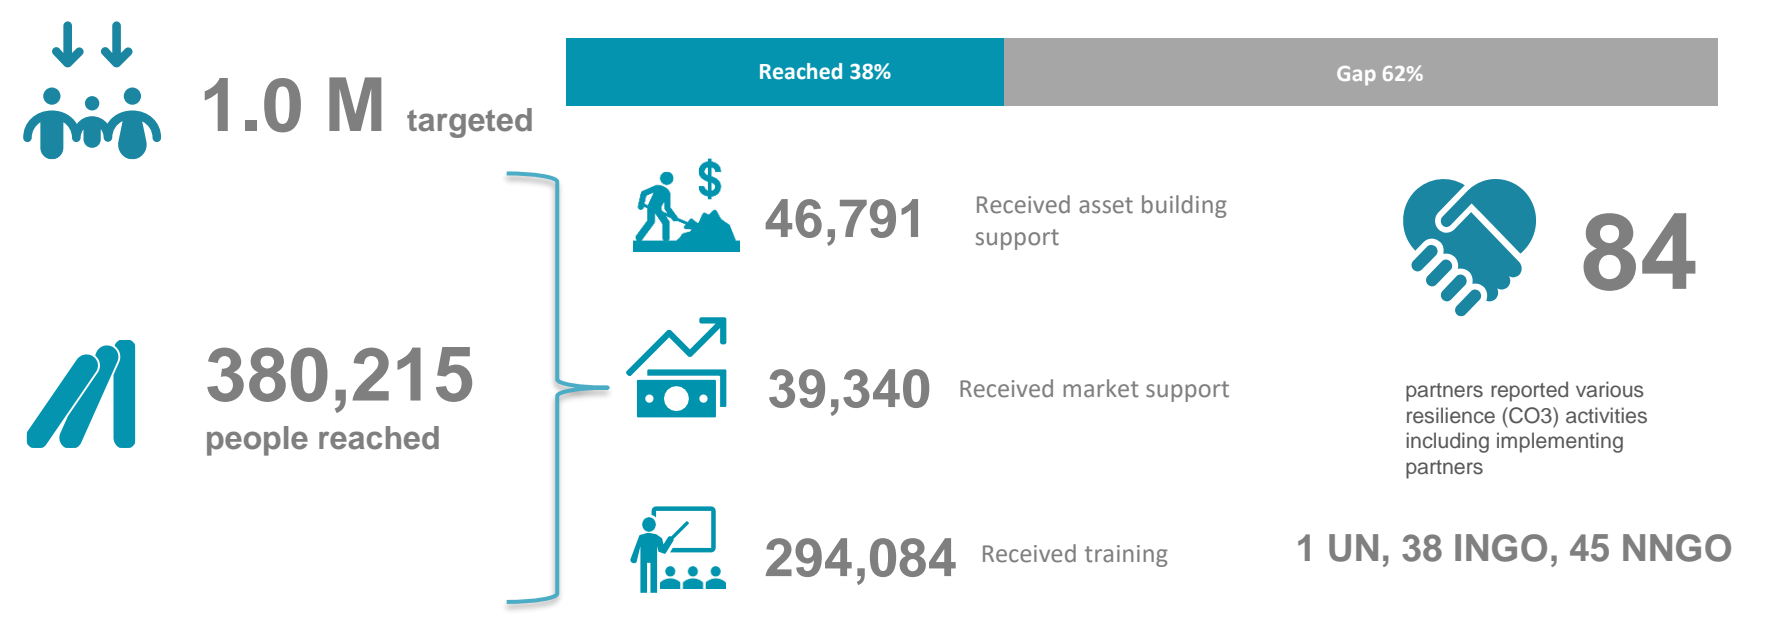 1.0 M targeted
Reached 38%
Gap 62%
380,215
people reached
$
46,791
Received asset building
support
39,340
Received market support
294,084
Received training
84
partners reported various
resilience (CO3) activities
including implementing
partners
1 UN, 38 INGO, 45 NNGO